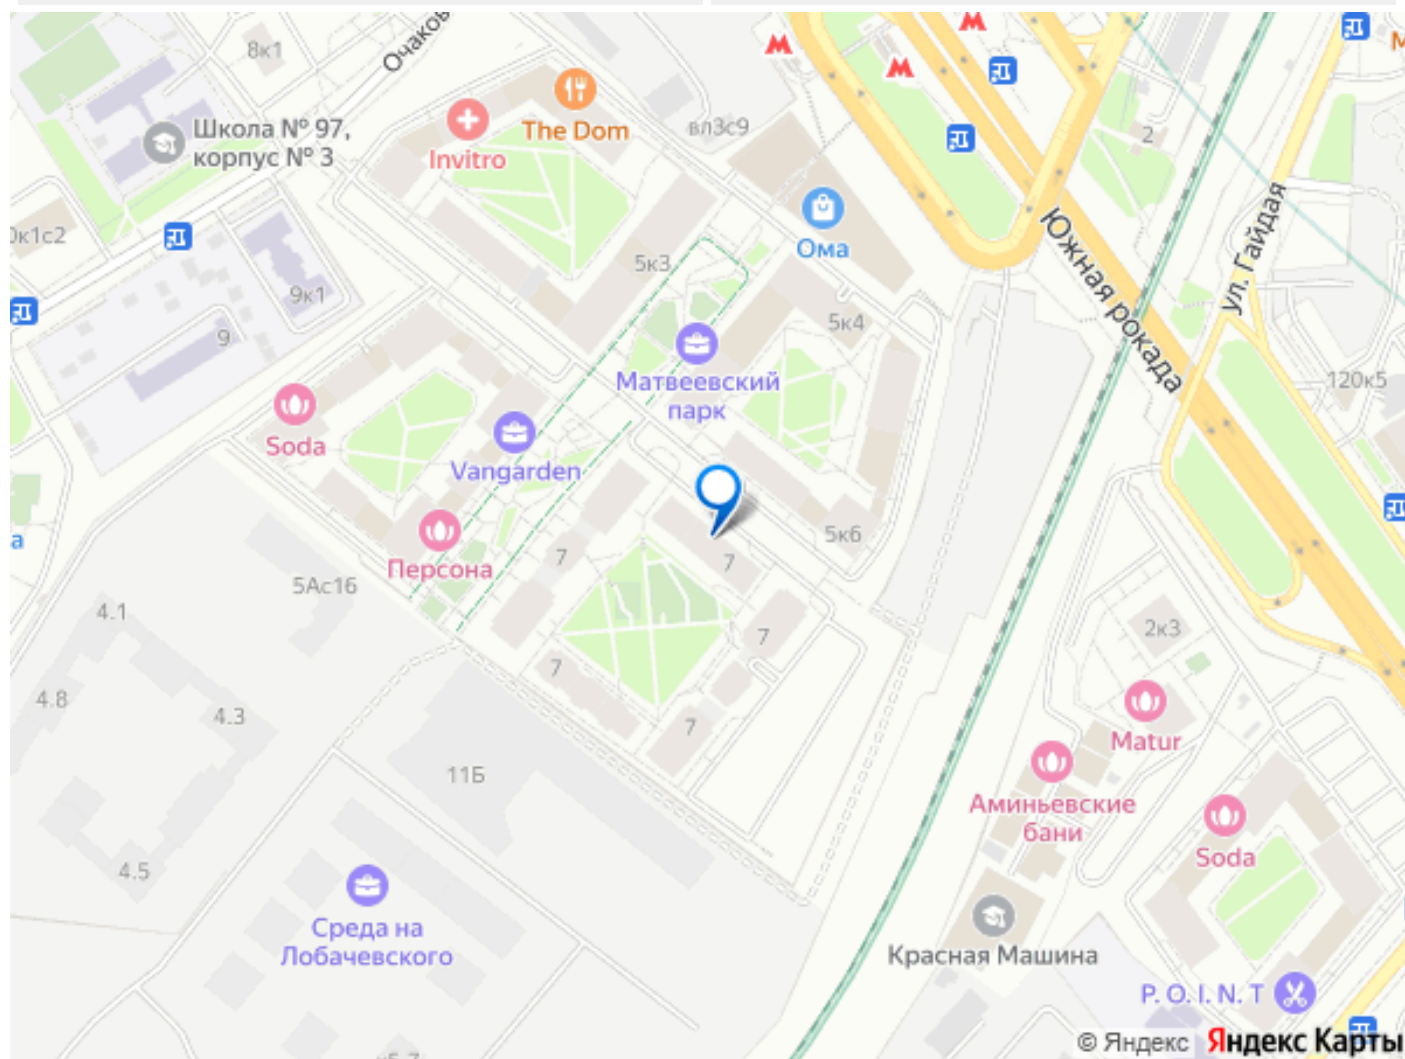 8к1
Очаков
Школа № 97,
корпус № 3
Invitro
The Dom
вл3с9
2
Ома
Южная рокада
ул. Гайдая
0к1с2
9к1
9
5к3
5к4
Матвеевский
парк
120к5
Soda
Vangarden
5к6
Персона
7
7
5Ас16
4.1
7
7
7
2к3
4.8
4.3
Matur
11Б
Аминьевские
бани
4.5
Soda
Среда на
Лобачевского
Красная Машина
P.O.I.N.T
© Яндекс Яндекс Карты